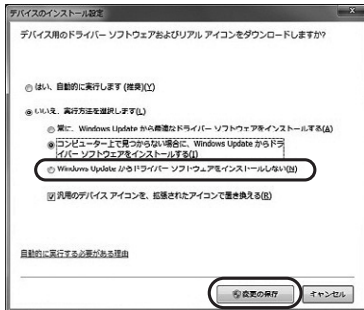 デバイスのインストール設定
デバイス用のドライバー ソフトウェアおよびリアル アイコンをダウンロードしますか?
はい、自動的に実行します (推奨)(Y)
いいえ、実行方法を選択します(L)
常に、Windows Update から最適なドライバー ソフトウェアをインストールする(A)
コンピューター上で見つからない場合に、Windows Update からドラ
イバー ソフトウェアをインストールする(I)
Windows Update からドライバー ソフトウェアをインストールしない(N)
汎用のデバイス アイコンを、拡張されたアイコンで置き換える(R)
自動的に実行する必要がある理由
変更の保存
キャンセル